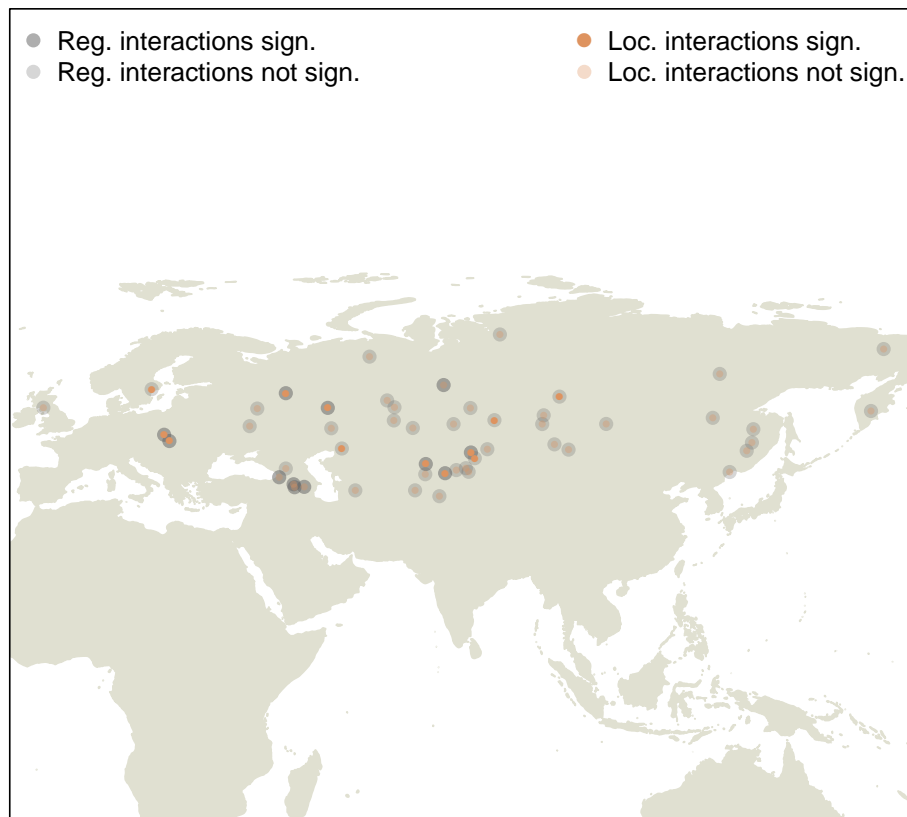 Reg. interactions sign.
Reg. interactions not sign.
Loc. interactions sign.
Loc. interactions not sign.